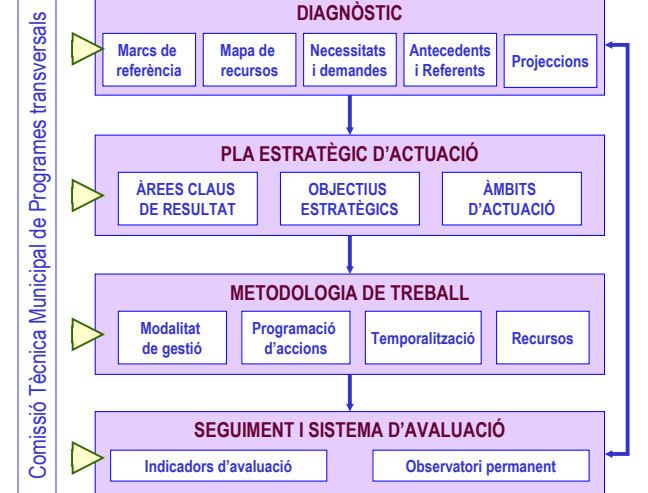 Comissió Tècnica Municipal de Programes transversals
DIAGNÒSTIC
Marcs de
referència
Mapa de
recursos
Necessitats
i demandes
Antecedents
i Referents
Projeccions
PLA ESTRATÈGIC D'ACTUACIÓ
ÀREES CLAUS
DE RESULTAT
OBJECTIUS
ESTRATÈGICS
ÀMBITS
D'ACTUACIÓ
METODOLOGIA DE TREBALL
Modalitat
de gestió
Programació
d'accions
Temporalització
Recursos
SEGUIMENT I SISTEMA D'AVALUACIÓ
Indicadors d'avaluació
Observatori permanent